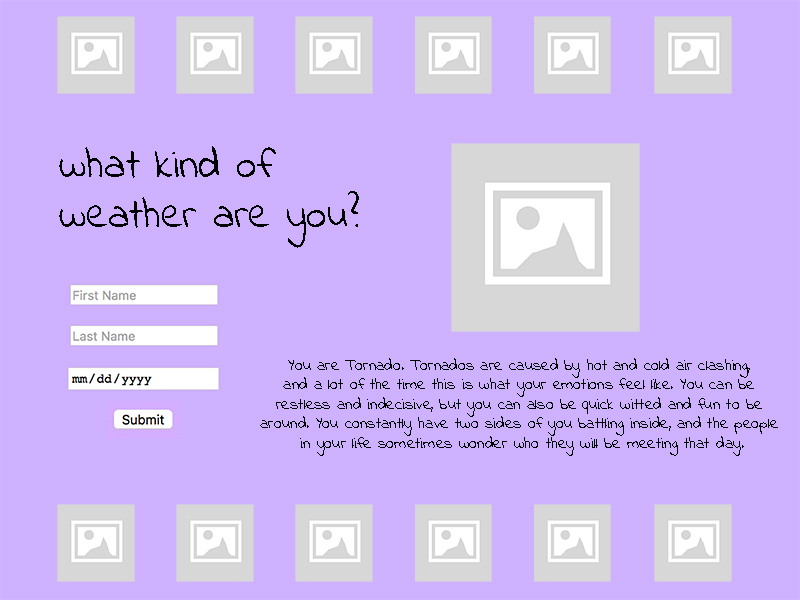 what kind of
weather are you?
First Name
Last Name
mm/dd/yyyy
Submit
You are Tornado. Tornados are caused by hot and cold air clashing,
and a lot of the time this is what your emotions feel like. You can be
restless and indecisive, but you can also be quick witted and fun to be
around. You constantly have two sides of you battling inside, and the people
in your life sometimes wonder who they will be meeting that day.